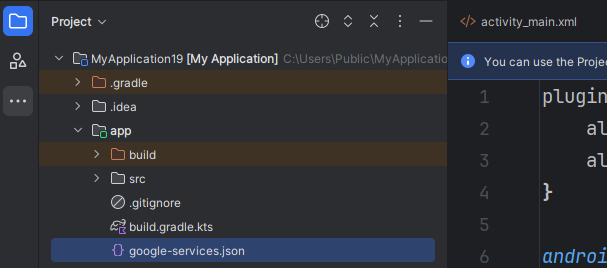 Project
activity_main.xml
MyApplication19 [My Application] C:\Users\Public\MyApplicatio
.gradle
.idea
app
build
src
.gitignore
build.gradle.kts
google-services.json
You can use the Projec
1 plugin
2 al
3 al
4 }
5
6 androi